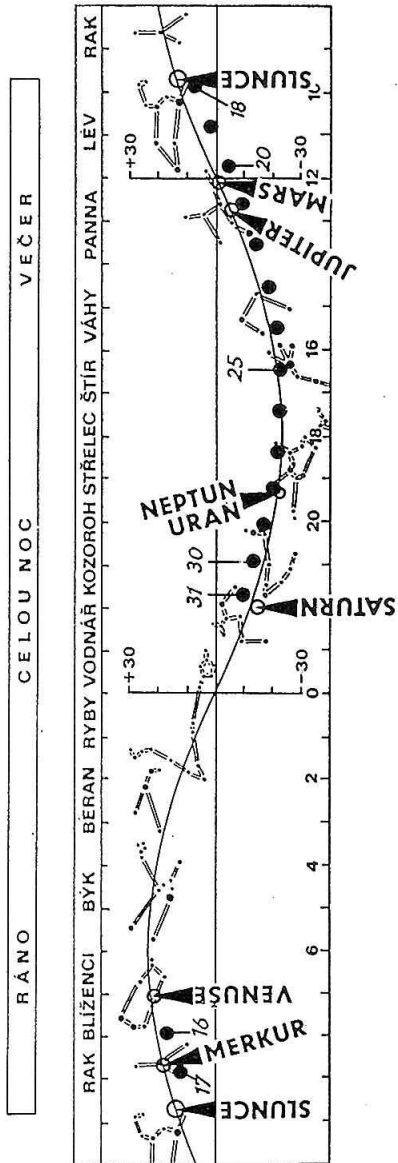 RÁNO CELOU NOC VEČER
RAK BLÍŽENCI BÝK BERAN RYBY VODNÁŘ KOZOROH STŘELEC ŠTÍR VÁHY PANNA LEV RAK
+30 +30
31 30 25
NEPTUN
URAN
16
17
18
20
SLUNCE
MERKUR
VENUŠE
SATURN
JUPITER
MARS
SLUNCE
-30 -30
6 4 2 0 20 18 16 12 10